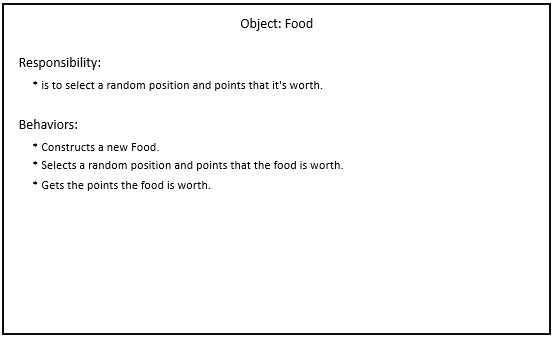 Object: Food
Responsibility:
* is to select a random position and points that it's worth.
Behaviors:
* Constructs a new Food.
* Selects a random position and points that the food is worth.
* Gets the points the food is worth.